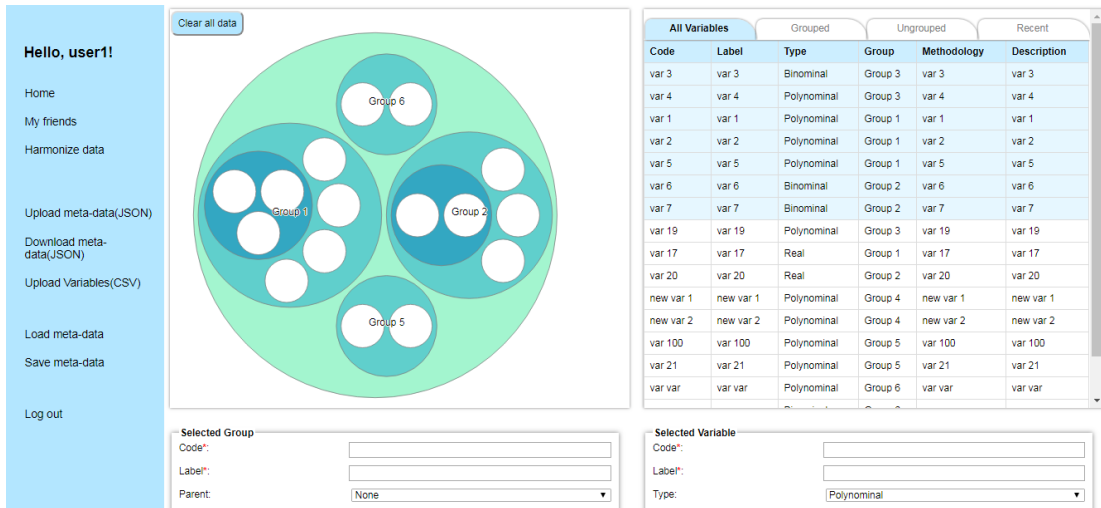 Hello, user1!
Home
My friends
Harmonize data
Upload meta-data(JSON)
Download meta-
data(JSON)
Upload Variables(CSV)
Load meta-data
Save meta-data
Log out
Clear all data
Group 6
Group 1
Group 2
Group 5
All Variables Grouped Ungrouped Recent
Code Label Type Group Methodology Description
var 3 var 3 Binominal Group 3 var 3 var 3
var 4 var 4 Polynominal Group 3 var 4 var 4
var 1 var 1 Polynominal Group 1 var 1 var 1
var 2 var 2 Polynominal Group 1 var 2 var 2
var 5 var 5 Polynominal Group 1 var 5 var 5
var 6 var 6 Binominal Group 2 var 6 var 6
var 7 var 7 Binominal Group 2 var 7 var 7
var 19 var 19 Polynominal Group 3 var 19 var 19
var 17 var 17 Real Group 1 var 17 var 17
var 20 var 20 Real Group 2 var 20 var 20
new var 1 new var 1 Polynominal Group 4 new var 1 new var 1
new var 2 new var 2 Polynominal Group 4 new var 2 new var 2
var 100 var 100 Polynominal Group 5 var 100 var 100
var 21 var 21 Polynominal Group 5 var 21 var 21
var var var var Polynominal Group 6 var var var var
Selected Group
Code*:
Label*:
Parent: None
Selected Variable
Code*:
Label*:
Type: Polynominal